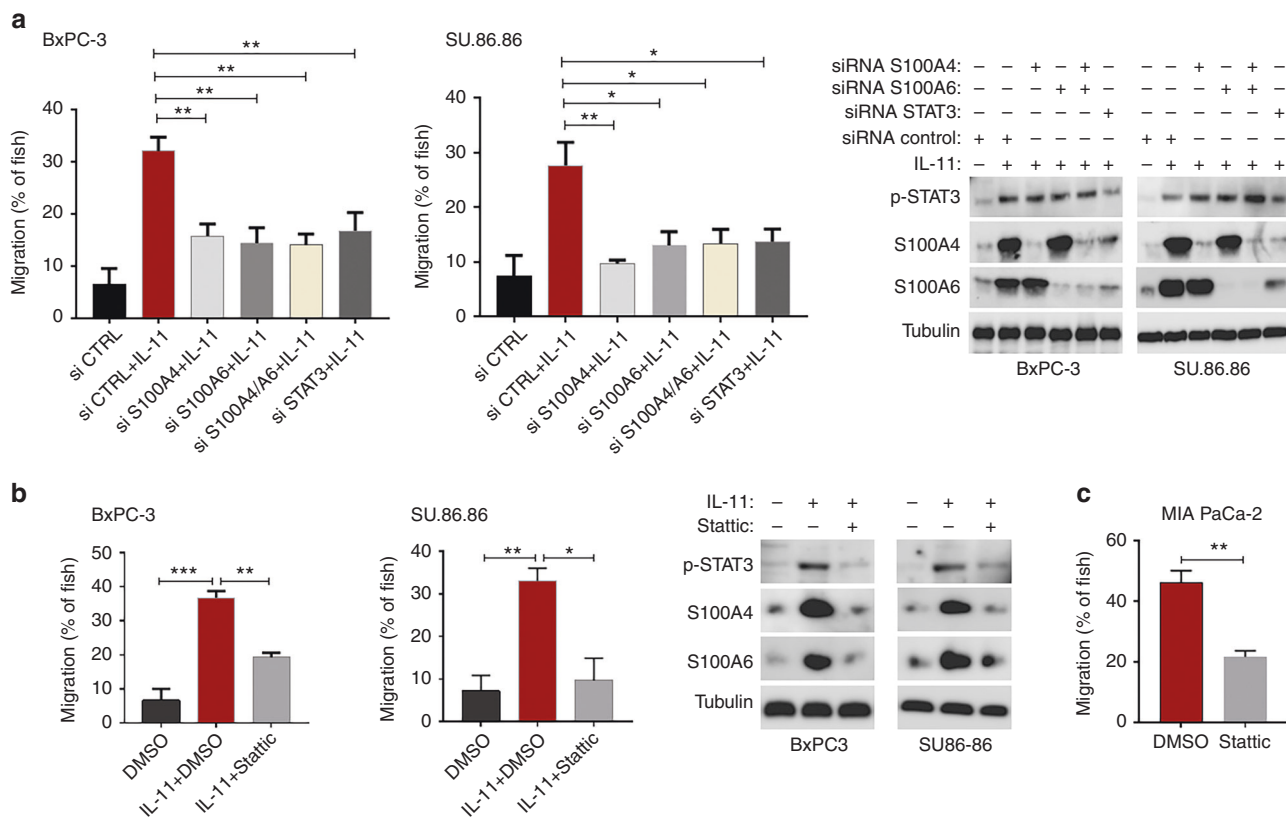 a
BxPC-3
**
**
**
**
Migration (% of fish)
40
30
20
10
0
si CTRL
si CTRL+IL-11
si S100A4+IL-11
si S100A6+IL-11
si S100A4/A6+IL-11
si STAT3+IL-11
SU.86.86
*
*
*
**
Migration (% of fish)
40
30
20
10
0
si CTRL
si CTRL+IL-11
si S100A4+IL-11
si S100A6+IL-11
si S100A4/A6+IL-11
si STAT3+IL-11
siRNA S100A4: – – + – + – – – + – + –
siRNA S100A6: – – – + + – – – – + + –
siRNA STAT3: – – – – – + – – – – – +
siRNA control: + + – – – – + + – – – –
IL-11: – + + + + + – + + + + +
p-STAT3
S100A4
S100A6
Tubulin
BxPC-3 SU.86.86
b
BxPC-3
*** **
Migration (% of fish)
50
40
30
20
10
0
DMSO
IL-11+DMSO
IL-11+Stattic
SU.86.86
** *
Migration (% of fish)
40
30
20
10
0
DMSO
IL-11+DMSO
IL-11+Stattic
IL-11: – + + – + +
Stattic: – – + – – +
p-STAT3
S100A4
S100A6
Tubulin
BxPC3 SU86-86
c
MIA PaCa-2
**
Migration (% of fish)
60
40
20
0
DMSO Stattic